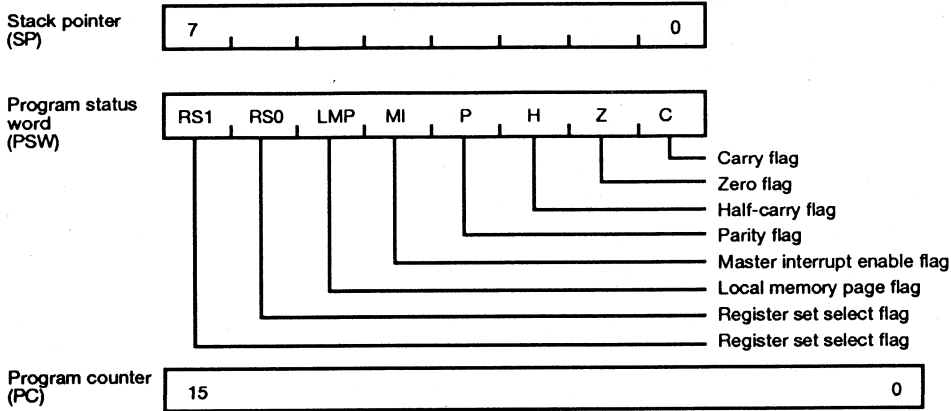 Stack pointer
(SP)
7 0
Program status
word
(PSW)
RS1 RS0 LMP MI P H Z C
Carry flag
Zero flag
Half-carry flag
Parity flag
Master interrupt enable flag
Local memory page flag
Register set select flag
Register set select flag
Program counter
(PC)
15 0